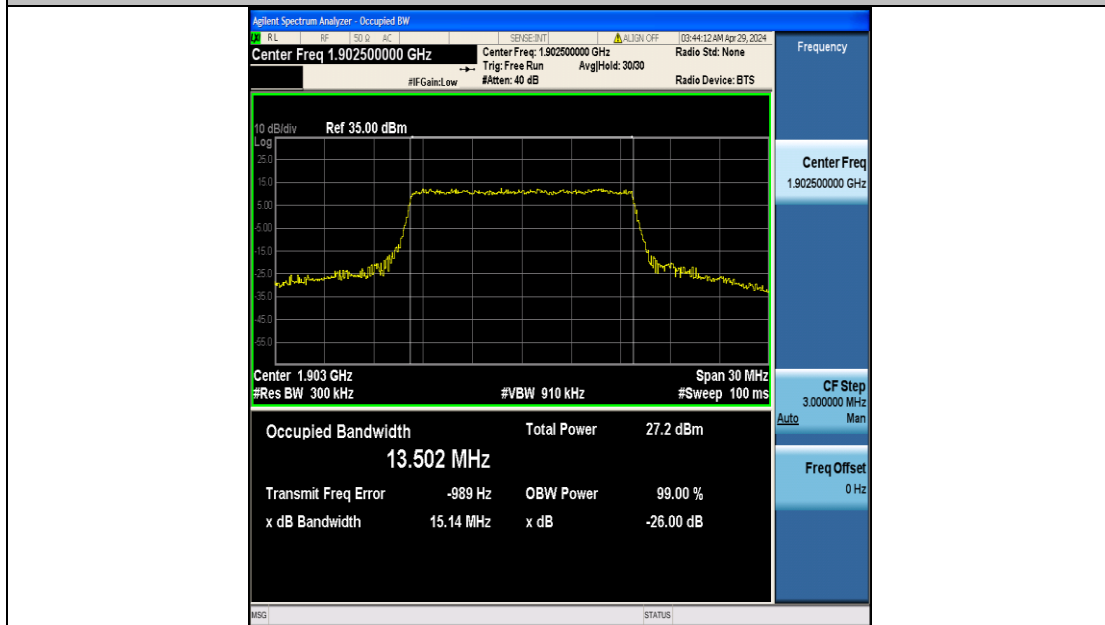 Agilent Spectrum Analyzer - Occupied BW
LXI RL RF 50 Ω AC SENSE:INT ALIGN OFF 03:44:12 AM Apr 29, 2024
Center Freq 1.902500000 GHz
Center Freq: 1.902500000 GHz Radio Std: None
Trig: Free Run Avg|Hold: 30/30
#IFGain:Low #Atten: 40 dB Radio Device: BTS
Frequency
10 dB/div Ref 35.00 dBm
Log
25.0
15.0
5.00
-5.00
-15.0
-25.0
-35.0
-45.0
-55.0
Center 1.903 GHz Span 30 MHz
#Res BW 300 kHz #VBW 910 kHz #Sweep 100 ms
Center Freq
1.902500000 GHz
CF Step
3.000000 MHz
Auto Man
Freq Offset
0 Hz
Occupied Bandwidth Total Power 27.2 dBm
13.502 MHz
Transmit Freq Error -989 Hz OBW Power 99.00 %
x dB Bandwidth 15.14 MHz x dB -26.00 dB
MSG STATUS